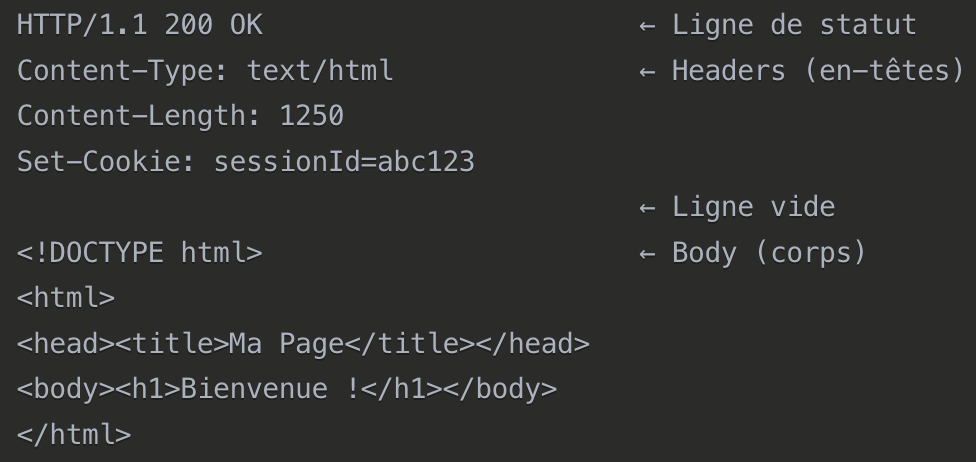 HTTP/1.1 200 OK ← Ligne de statut
Content-Type: text/html ← Headers (en-têtes)
Content-Length: 1250
Set-Cookie: sessionId=abc123
← Ligne vide
<!DOCTYPE html> ← Body (corps)
<html>
<head><title>Ma Page</title></head>
<body><h1>Bienvenue !</h1></body>
</html>